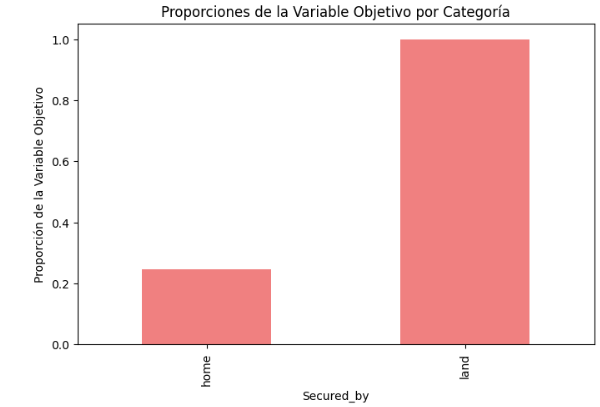 Proporciones de la Variable Objetivo por Categoría
Proporción de la Variable Objetivo
1.0
0.8
0.6
0.4
0.2
0.0
home
land
Secured_by